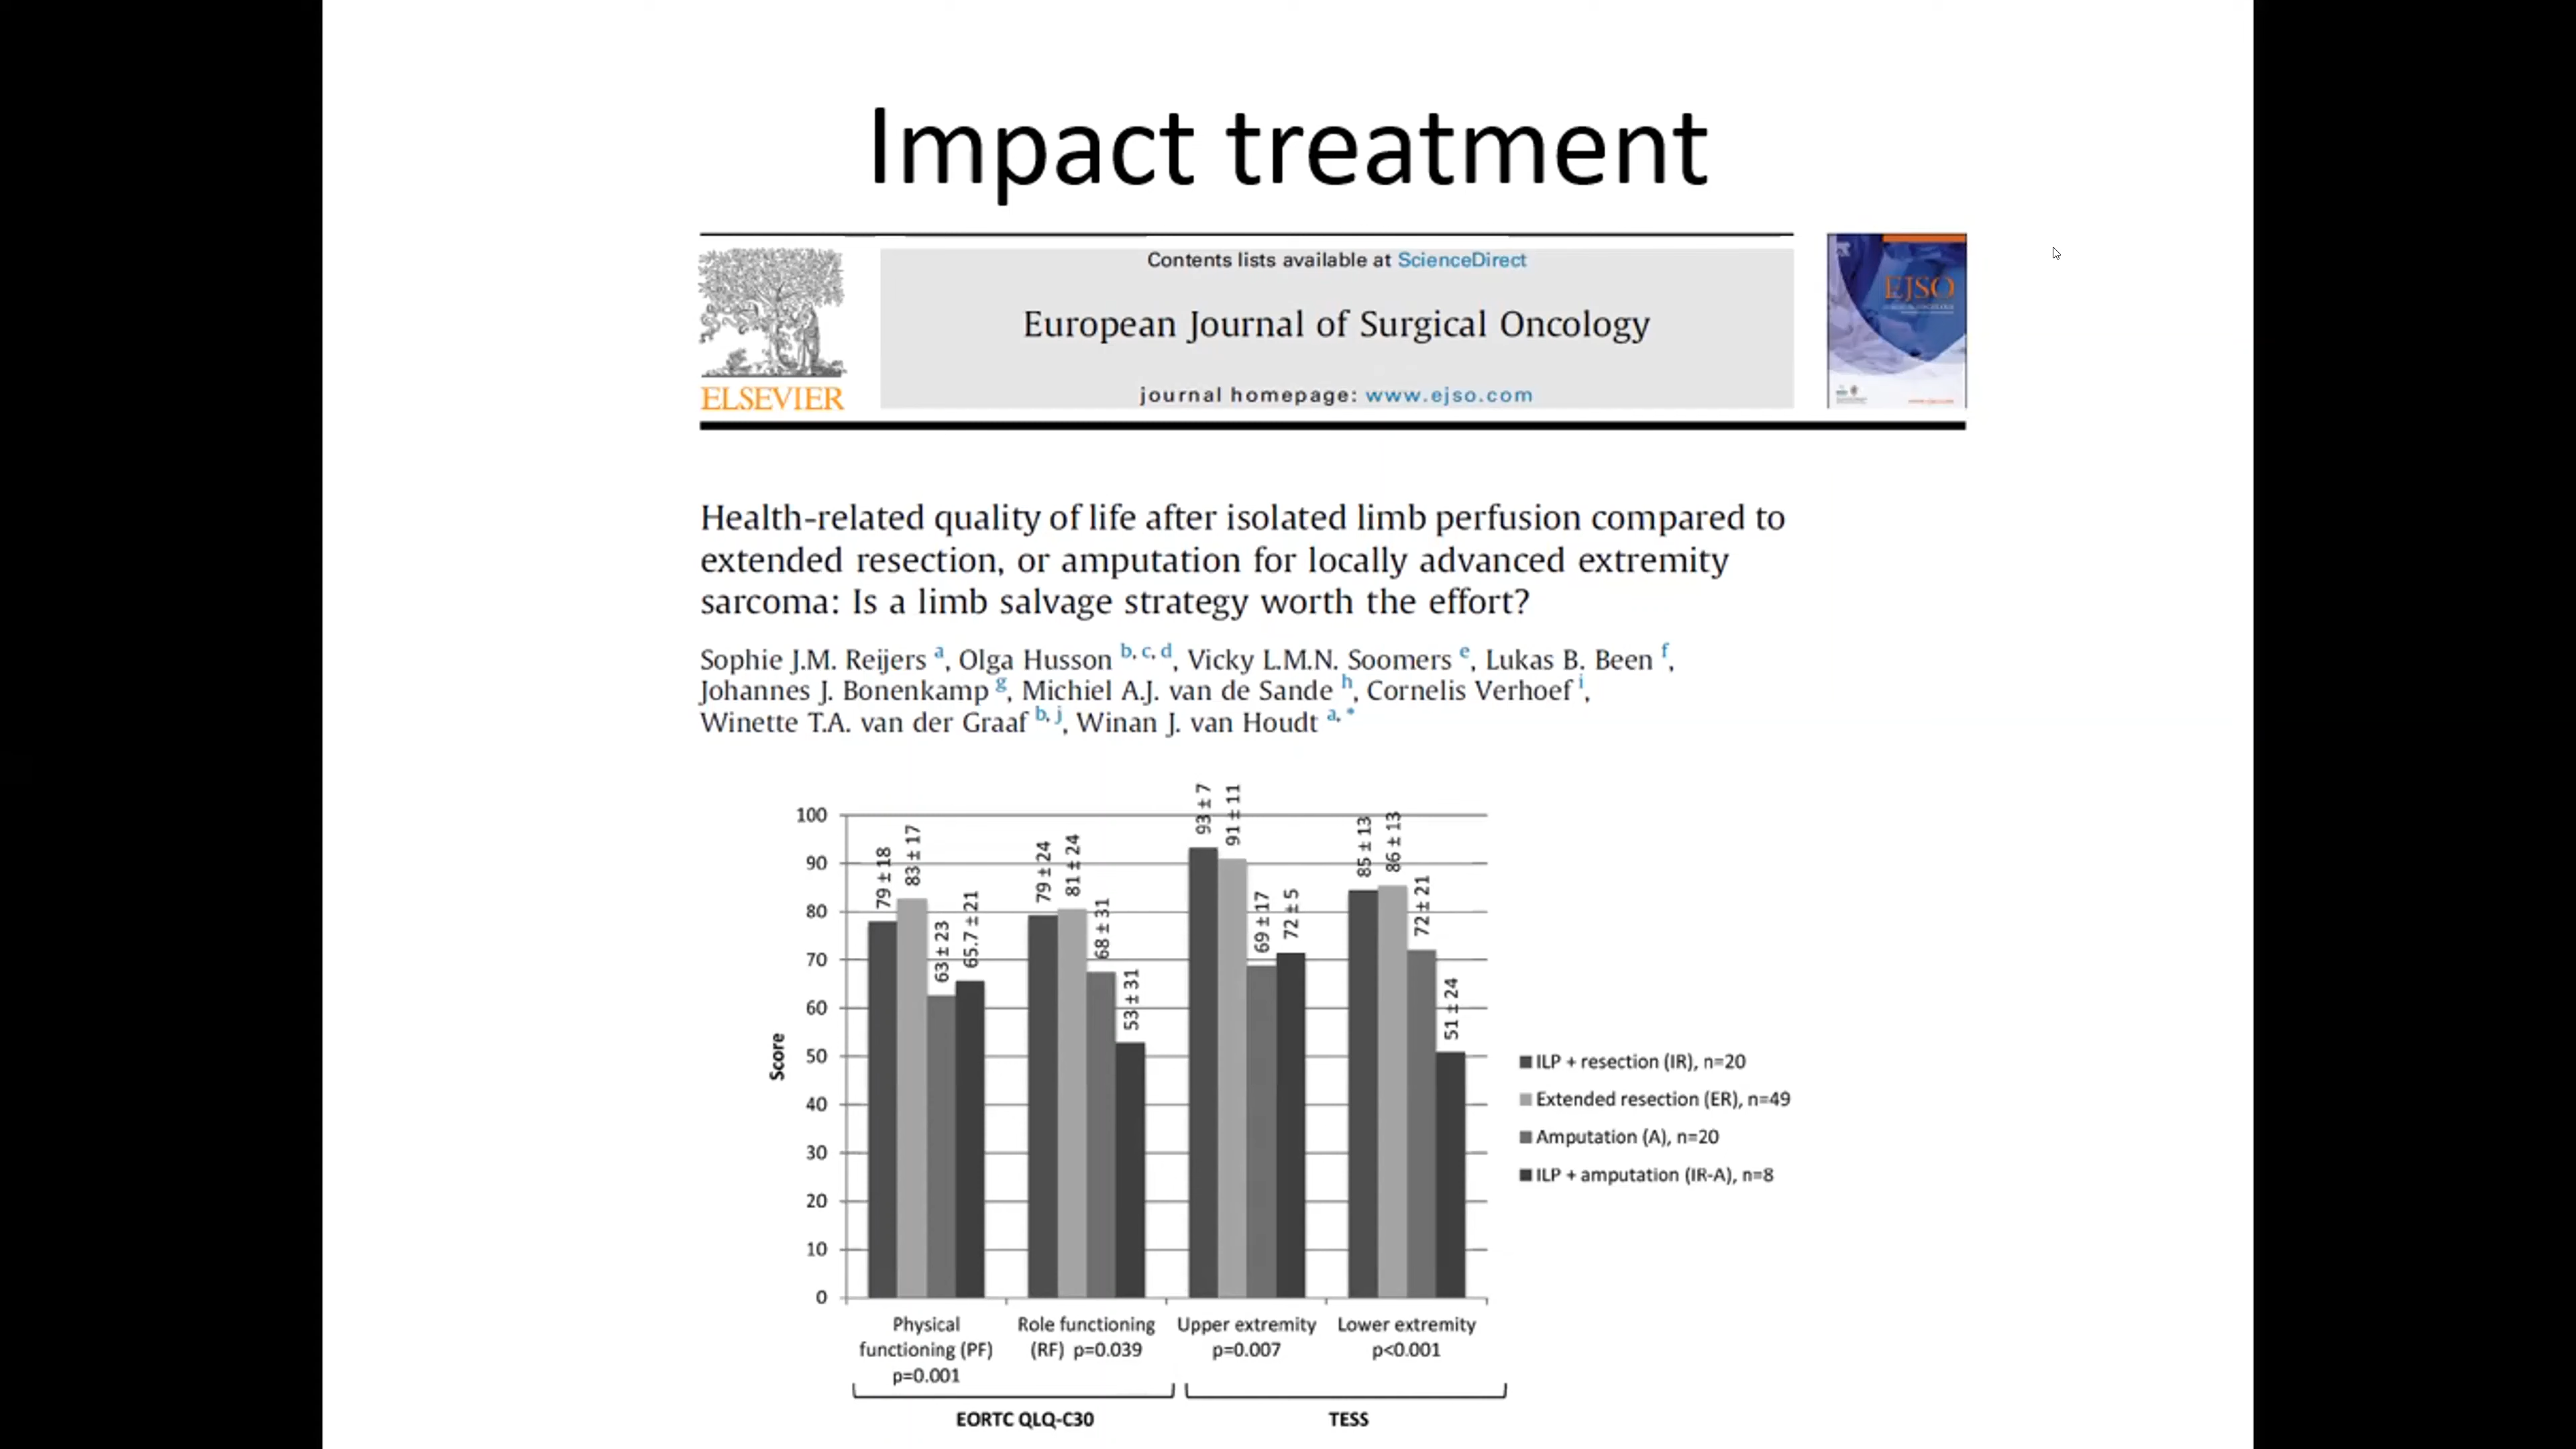 Impact treatment
Contents lists available at ScienceDirect
European Journal of Surgical Oncology
journal homepage: www.ejso.com
ELSEVIER
EJSO
Health-related quality of life after isolated limb perfusion compared to
extended resection, or amputation for locally advanced extremity
sarcoma: Is a limb salvage strategy worth the effort?
Sophie J.M. Reijers a, Olga Husson b, c, d, Vicky L.M.N. Soomers e, Lukas B. Been f,
Johannes J. Bonenkamp g, Michiel A.J. van de Sande h, Cornelis Verhoef i,
Winette T.A. van der Graaf b, j, Winan J. van Houdt a, *
Score
100
90
80
70
60
50
40
30
20
10
0
79 ± 18
83 ± 17
63 ± 23
65.7 ± 21
79 ± 24
81 ± 24
68 ± 31
53 ± 31
93 ± 7
91 ± 11
69 ± 17
72 ± 5
85 ± 13
86 ± 13
72 ± 21
51 ± 24
Physical
functioning (PF)
p=0.001
Role functioning
(RF) p=0.039
Upper extremity
p=0.007
Lower extremity
p<0.001
EORTC QLQ-C30
TESS
ILP + resection (IR), n=20
Extended resection (ER), n=49
Amputation (A), n=20
ILP + amputation (IR-A), n=8